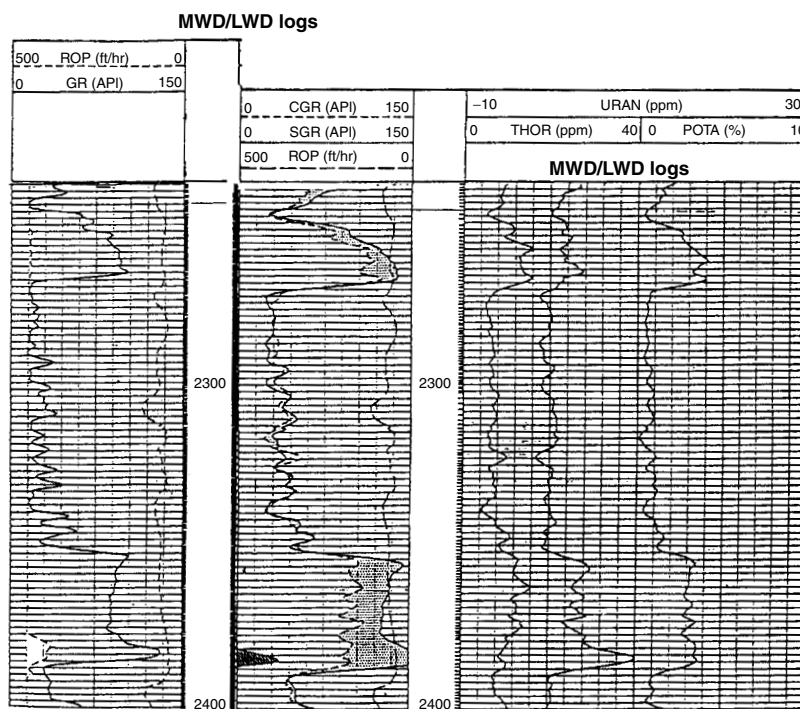 MWD/LWD logs
500 ROP (ft/hr) 0
0 GR (API) 150
0 CGR (API) 150
0 SGR (API) 150
500 ROP (ft/hr) 0
−10 URAN (ppm) 30
0 THOR (ppm) 40 0 POTA (%) 10
MWD/LWD logs
2300 2300
2400 2400